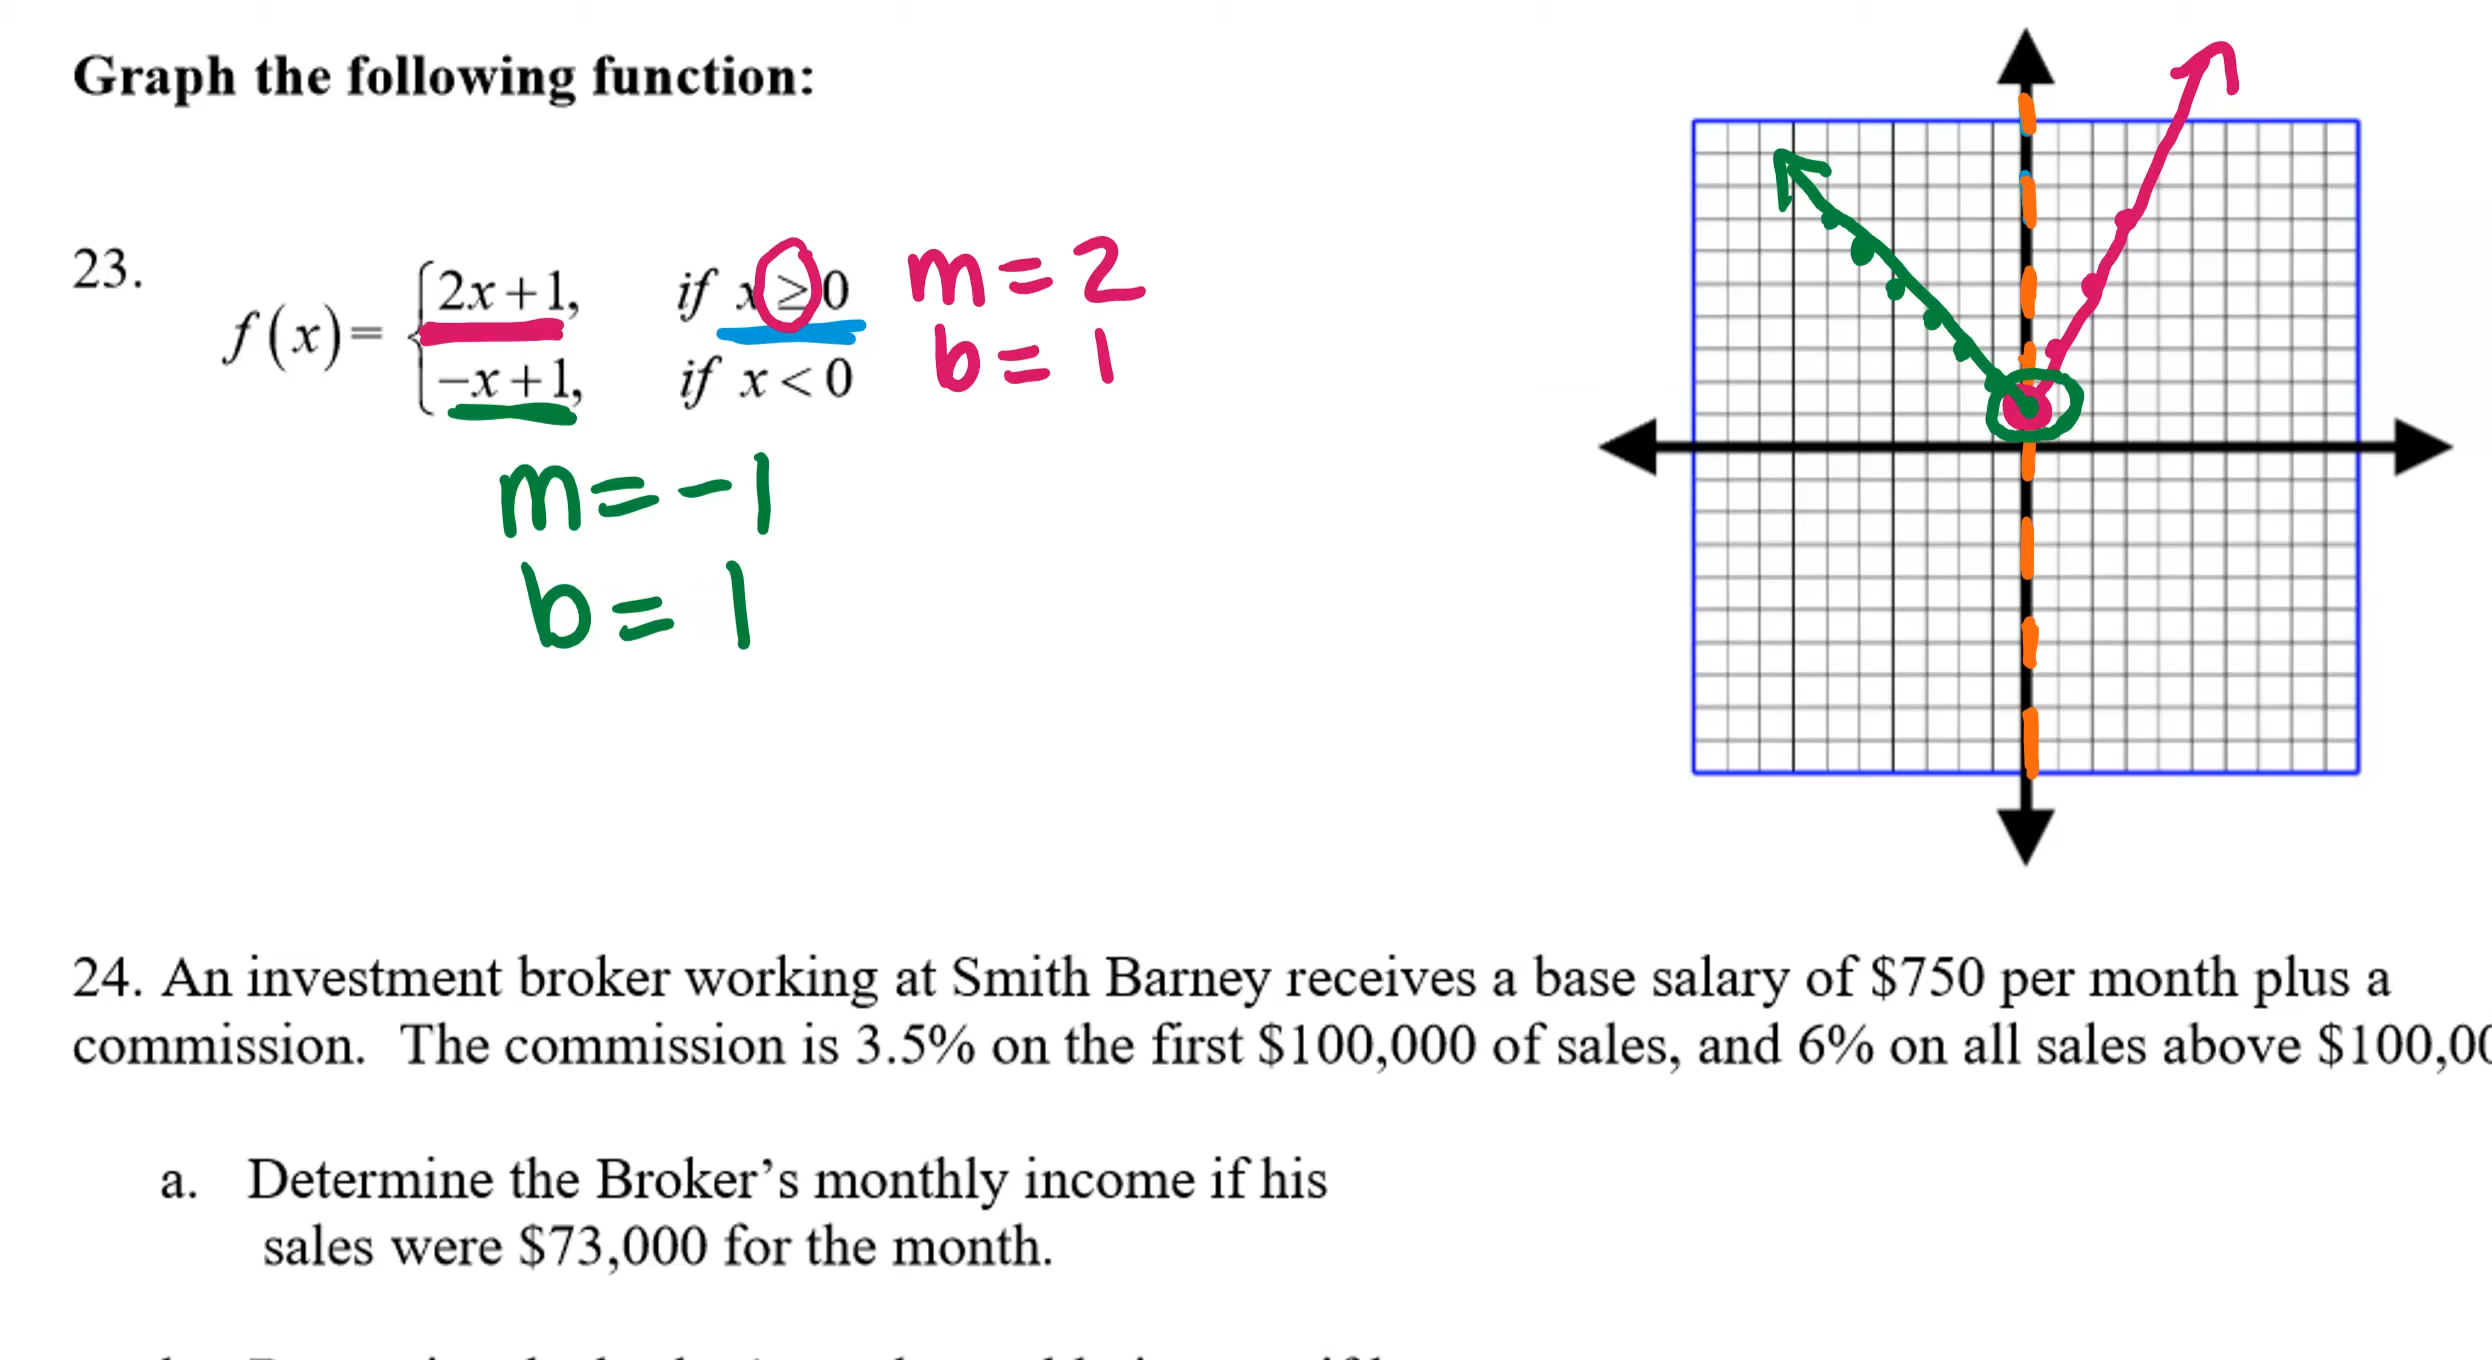 Graph the following function:
23.
f(x)= { 2x+1, if x ≥ 0
-x+1, if x < 0
m = 2
b = 1
m = -1
b = 1
24. An investment broker working at Smith Barney receives a base salary of $750 per month plus a
commission.  The commission is 3.5% on the first $100,000 of sales, and 6% on all sales above $100,00
a. Determine the Broker’s monthly income if his
sales were $73,000 for the month.